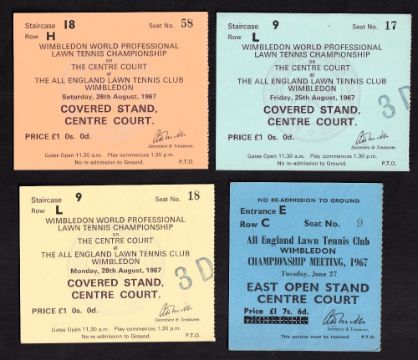 Staircase 18 Seat No. 58
Row H
WIMBLEDON WORLD PROFESSIONAL
LAWN TENNIS CHAMPIONSHIP
on
THE CENTRE COURT
at
THE ALL ENGLAND LAWN TENNIS CLUB
WIMBLEDON
Saturday, 26th August, 1967
COVERED STAND,
CENTRE COURT.
PRICE £1 0s. 0d.
Secretary & Treasurer.
Gates Open 11.30 a.m. Play commences 1.30 p.m.
No re-admission to Ground. P.T.O.
Staircase 9 Seat No. 17
Row L
WIMBLEDON WORLD PROFESSIONAL
LAWN TENNIS CHAMPIONSHIP
on
THE CENTRE COURT
at
THE ALL ENGLAND LAWN TENNIS CLUB
WIMBLEDON
Friday, 25th August, 1967
COVERED STAND,
CENTRE COURT.
3D
PRICE £1 0s. 0d.
Secretary & Treasurer.
Gates Open 11.30 a.m. Play commences 1.30 p.m.
No re-admission to Ground. P.T.O.
Staircase 9 Seat No. 18
Row L
WIMBLEDON WORLD PROFESSIONAL
LAWN TENNIS CHAMPIONSHIP
on
THE CENTRE COURT
at
THE ALL ENGLAND LAWN TENNIS CLUB
WIMBLEDON
Monday, 28th August, 1967
COVERED STAND,
CENTRE COURT.
3D
PRICE £1 0s. 0d.
Secretary & Treasurer.
Gates Open 11.30 a.m. Play commences 1.30 p.m.
No re-admission to Ground. P.T.O.
NO RE-ADMISSION TO GROUND
Entrance E
Row C Seat No. 9
All England Lawn Tennis Club
WIMBLEDON
CHAMPIONSHIP MEETING, 1967
Tuesday, June 27
EAST OPEN STAND
CENTRE COURT
Price £1 7s. 6d.
Secretary & Treasurer.
This portion must be retained P.T.O.